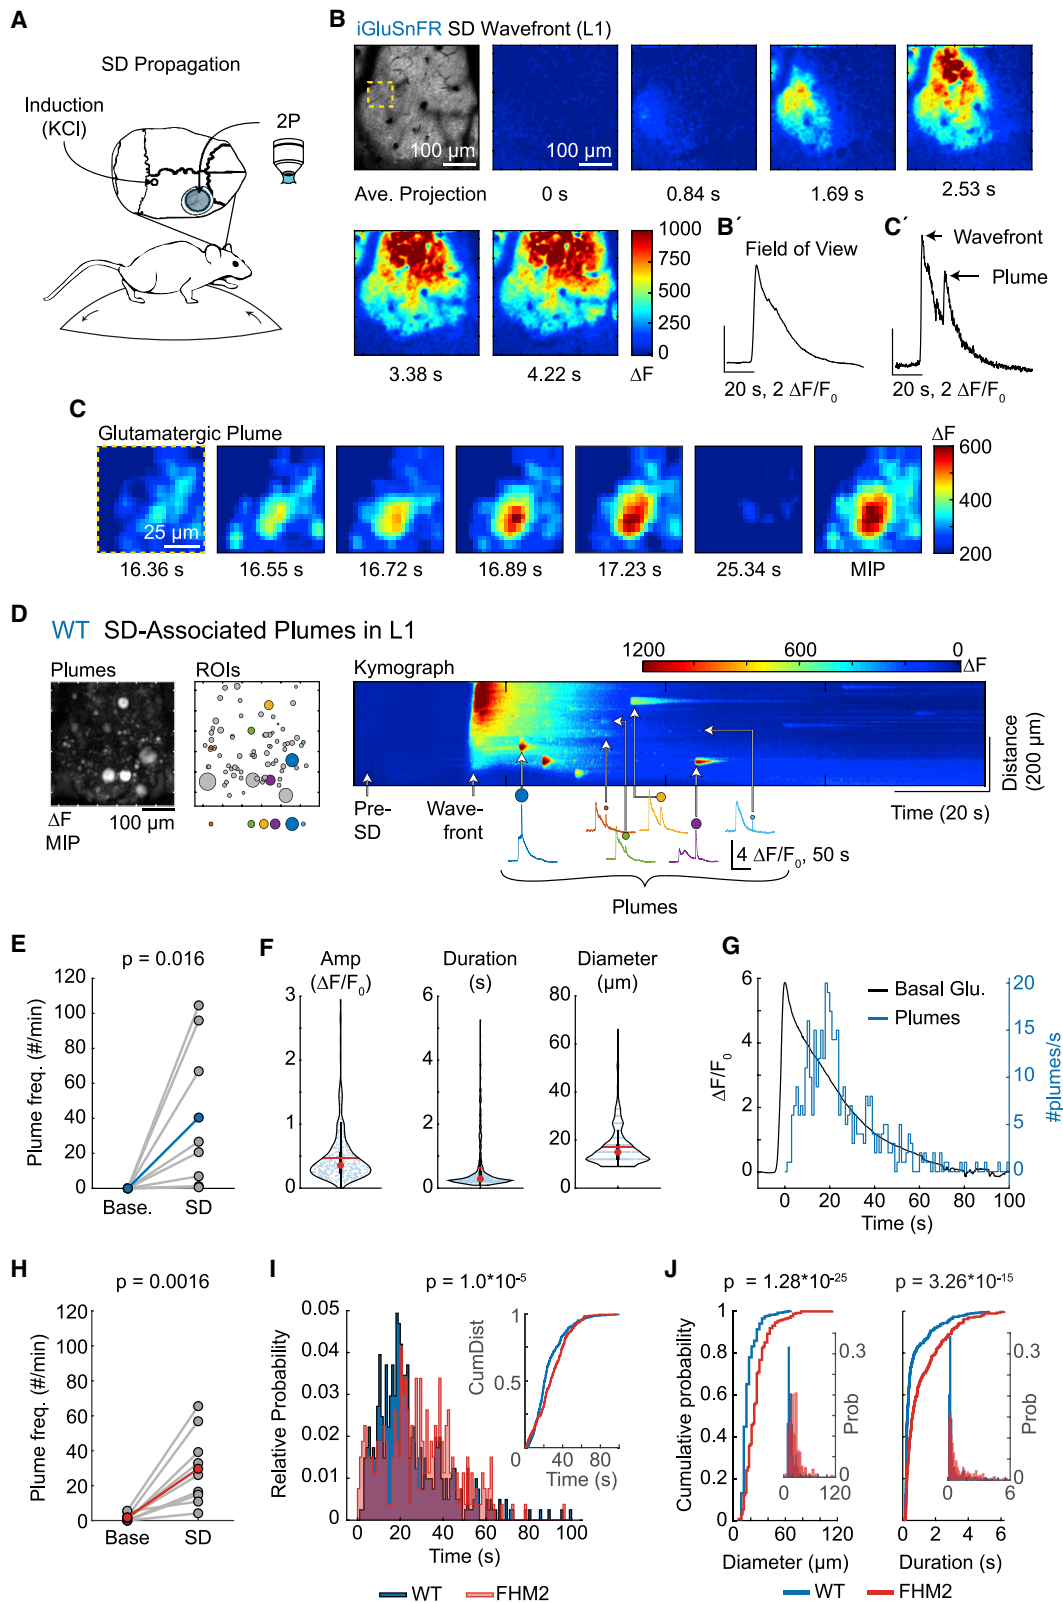 A
SD Propagation
Induction
(KCl)
2P
B
iGluSnFR SD Wavefront (L1)
100 µm
100 µm
Ave. Projection
0 s
0.84 s
1.69 s
2.53 s
3.38 s
4.22 s
1000
750
500
250
0
ΔF
B´
Field of View
20 s, 2 ΔF/F0
C´
Wavefront
Plume
20 s, 2 ΔF/F0
C
Glutamatergic Plume
25 µm
16.36 s
16.55 s
16.72 s
16.89 s
17.23 s
25.34 s
MIP
ΔF
600
400
200
D
WT SD-Associated Plumes in L1
Plumes
ROIs
ΔF
MIP
100 µm
Kymograph
1200
600
0
ΔF
Pre-
SD
Wave-
front
Distance
(200 µm)
Time (20 s)
4 ΔF/F0, 50 s
Plumes
E
p = 0.016
Plume freq. (#/min)
120
100
80
60
40
20
0
Base.
SD
F
Amp
(ΔF/F0)
3
2
1
0
Duration
(s)
6
4
2
0
Diameter
(µm)
80
60
40
20
0
G
ΔF/F0
6
4
2
0
Basal Glu.
Plumes
20
15
10
5
0
#plumes/s
0
20
40
60
80
100
Time (s)
H
p = 0.0016
Plume freq. (#/min)
120
100
80
60
40
20
0
Base
SD
I
p = 1.0*10-5
Relative Probability
0.05
0.04
0.03
0.02
0.01
0
0
20
40
60
80
100
Time (s)
CumDist
1
0.5
0
40
80
Time (s)
WT
FHM2
J
p = 1.28*10-25
p = 3.26*10-15
Cumulative probability
1
0.8
0.6
0.4
0.2
0
0
60
120
Diameter (µm)
0.3
Prob
0
0
120
0
2
4
6
Duration (s)
0.3
Prob
0
0
6
WT
FHM2